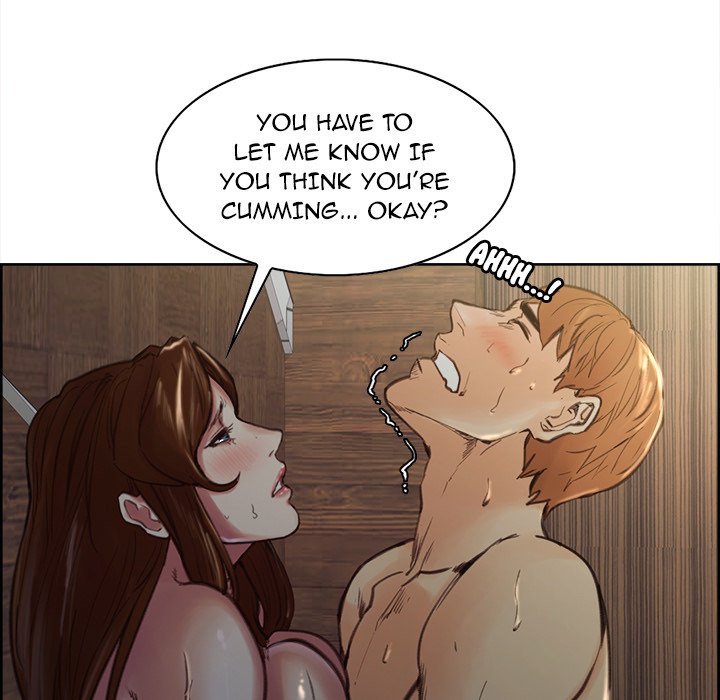 YOU HAVE TO
LET ME KNOW IF
YOU THINK YOU'RE
CUMMING... OKAY?
AHHH...!